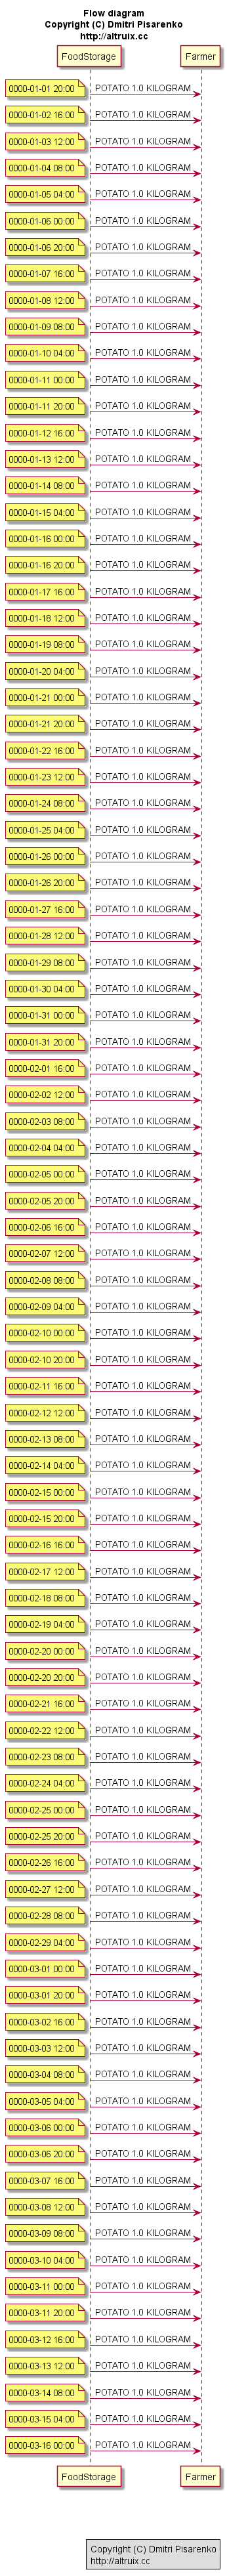 Flow diagram
Copyright (C) Dmitri Pisarenko
http://altruix.cc
FoodStorage Farmer
0000-01-01 20:00 POTATO 1.0 KILOGRAM
0000-01-02 16:00 POTATO 1.0 KILOGRAM
0000-01-03 12:00 POTATO 1.0 KILOGRAM
0000-01-04 08:00 POTATO 1.0 KILOGRAM
0000-01-05 04:00 POTATO 1.0 KILOGRAM
0000-01-06 00:00 POTATO 1.0 KILOGRAM
0000-01-06 20:00 POTATO 1.0 KILOGRAM
0000-01-07 16:00 POTATO 1.0 KILOGRAM
0000-01-08 12:00 POTATO 1.0 KILOGRAM
0000-01-09 08:00 POTATO 1.0 KILOGRAM
0000-01-10 04:00 POTATO 1.0 KILOGRAM
0000-01-11 00:00 POTATO 1.0 KILOGRAM
0000-01-11 20:00 POTATO 1.0 KILOGRAM
0000-01-12 16:00 POTATO 1.0 KILOGRAM
0000-01-13 12:00 POTATO 1.0 KILOGRAM
0000-01-14 08:00 POTATO 1.0 KILOGRAM
0000-01-15 04:00 POTATO 1.0 KILOGRAM
0000-01-16 00:00 POTATO 1.0 KILOGRAM
0000-01-16 20:00 POTATO 1.0 KILOGRAM
0000-01-17 16:00 POTATO 1.0 KILOGRAM
0000-01-18 12:00 POTATO 1.0 KILOGRAM
0000-01-19 08:00 POTATO 1.0 KILOGRAM
0000-01-20 04:00 POTATO 1.0 KILOGRAM
0000-01-21 00:00 POTATO 1.0 KILOGRAM
0000-01-21 20:00 POTATO 1.0 KILOGRAM
0000-01-22 16:00 POTATO 1.0 KILOGRAM
0000-01-23 12:00 POTATO 1.0 KILOGRAM
0000-01-24 08:00 POTATO 1.0 KILOGRAM
0000-01-25 04:00 POTATO 1.0 KILOGRAM
0000-01-26 00:00 POTATO 1.0 KILOGRAM
0000-01-26 20:00 POTATO 1.0 KILOGRAM
0000-01-27 16:00 POTATO 1.0 KILOGRAM
0000-01-28 12:00 POTATO 1.0 KILOGRAM
0000-01-29 08:00 POTATO 1.0 KILOGRAM
0000-01-30 04:00 POTATO 1.0 KILOGRAM
0000-01-31 00:00 POTATO 1.0 KILOGRAM
0000-01-31 20:00 POTATO 1.0 KILOGRAM
0000-02-01 16:00 POTATO 1.0 KILOGRAM
0000-02-02 12:00 POTATO 1.0 KILOGRAM
0000-02-03 08:00 POTATO 1.0 KILOGRAM
0000-02-04 04:00 POTATO 1.0 KILOGRAM
0000-02-05 00:00 POTATO 1.0 KILOGRAM
0000-02-05 20:00 POTATO 1.0 KILOGRAM
0000-02-06 16:00 POTATO 1.0 KILOGRAM
0000-02-07 12:00 POTATO 1.0 KILOGRAM
0000-02-08 08:00 POTATO 1.0 KILOGRAM
0000-02-09 04:00 POTATO 1.0 KILOGRAM
0000-02-10 00:00 POTATO 1.0 KILOGRAM
0000-02-10 20:00 POTATO 1.0 KILOGRAM
0000-02-11 16:00 POTATO 1.0 KILOGRAM
0000-02-12 12:00 POTATO 1.0 KILOGRAM
0000-02-13 08:00 POTATO 1.0 KILOGRAM
0000-02-14 04:00 POTATO 1.0 KILOGRAM
0000-02-15 00:00 POTATO 1.0 KILOGRAM
0000-02-15 20:00 POTATO 1.0 KILOGRAM
0000-02-16 16:00 POTATO 1.0 KILOGRAM
0000-02-17 12:00 POTATO 1.0 KILOGRAM
0000-02-18 08:00 POTATO 1.0 KILOGRAM
0000-02-19 04:00 POTATO 1.0 KILOGRAM
0000-02-20 00:00 POTATO 1.0 KILOGRAM
0000-02-20 20:00 POTATO 1.0 KILOGRAM
0000-02-21 16:00 POTATO 1.0 KILOGRAM
0000-02-22 12:00 POTATO 1.0 KILOGRAM
0000-02-23 08:00 POTATO 1.0 KILOGRAM
0000-02-24 04:00 POTATO 1.0 KILOGRAM
0000-02-25 00:00 POTATO 1.0 KILOGRAM
0000-02-25 20:00 POTATO 1.0 KILOGRAM
0000-02-26 16:00 POTATO 1.0 KILOGRAM
0000-02-27 12:00 POTATO 1.0 KILOGRAM
0000-02-28 08:00 POTATO 1.0 KILOGRAM
0000-02-29 04:00 POTATO 1.0 KILOGRAM
0000-03-01 00:00 POTATO 1.0 KILOGRAM
0000-03-01 20:00 POTATO 1.0 KILOGRAM
0000-03-02 16:00 POTATO 1.0 KILOGRAM
0000-03-03 12:00 POTATO 1.0 KILOGRAM
0000-03-04 08:00 POTATO 1.0 KILOGRAM
0000-03-05 04:00 POTATO 1.0 KILOGRAM
0000-03-06 00:00 POTATO 1.0 KILOGRAM
0000-03-06 20:00 POTATO 1.0 KILOGRAM
0000-03-07 16:00 POTATO 1.0 KILOGRAM
0000-03-08 12:00 POTATO 1.0 KILOGRAM
0000-03-09 08:00 POTATO 1.0 KILOGRAM
0000-03-10 04:00 POTATO 1.0 KILOGRAM
0000-03-11 00:00 POTATO 1.0 KILOGRAM
0000-03-11 20:00 POTATO 1.0 KILOGRAM
0000-03-12 16:00 POTATO 1.0 KILOGRAM
0000-03-13 12:00 POTATO 1.0 KILOGRAM
0000-03-14 08:00 POTATO 1.0 KILOGRAM
0000-03-15 04:00 POTATO 1.0 KILOGRAM
0000-03-16 00:00 POTATO 1.0 KILOGRAM
FoodStorage Farmer
Copyright (C) Dmitri Pisarenko
http://altruix.cc